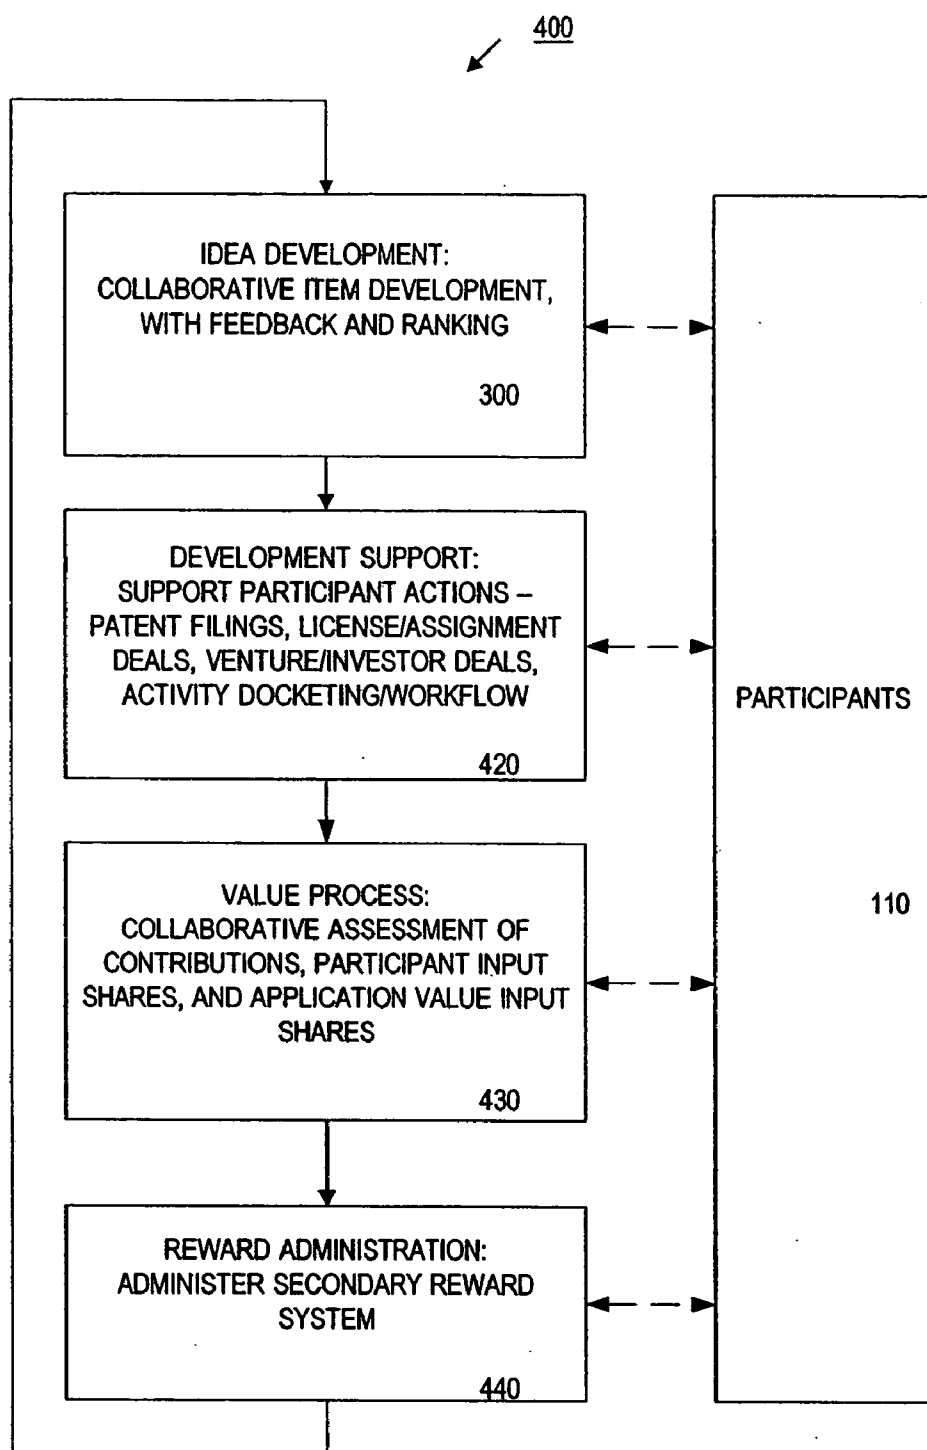 400
IDEA DEVELOPMENT:
COLLABORATIVE ITEM DEVELOPMENT,
WITH FEEDBACK AND RANKING
300
DEVELOPMENT SUPPORT:
SUPPORT PARTICIPANT ACTIONS –
PATENT FILINGS, LICENSE/ASSIGNMENT
DEALS, VENTURE/INVESTOR DEALS,
ACTIVITY DOCKETING/WORKFLOW
420
VALUE PROCESS:
COLLABORATIVE ASSESSMENT OF
CONTRIBUTIONS, PARTICIPANT INPUT
SHARES, AND APPLICATION VALUE INPUT
SHARES
430
REWARD ADMINISTRATION:
ADMINISTER SECONDARY REWARD
SYSTEM
440
PARTICIPANTS
110